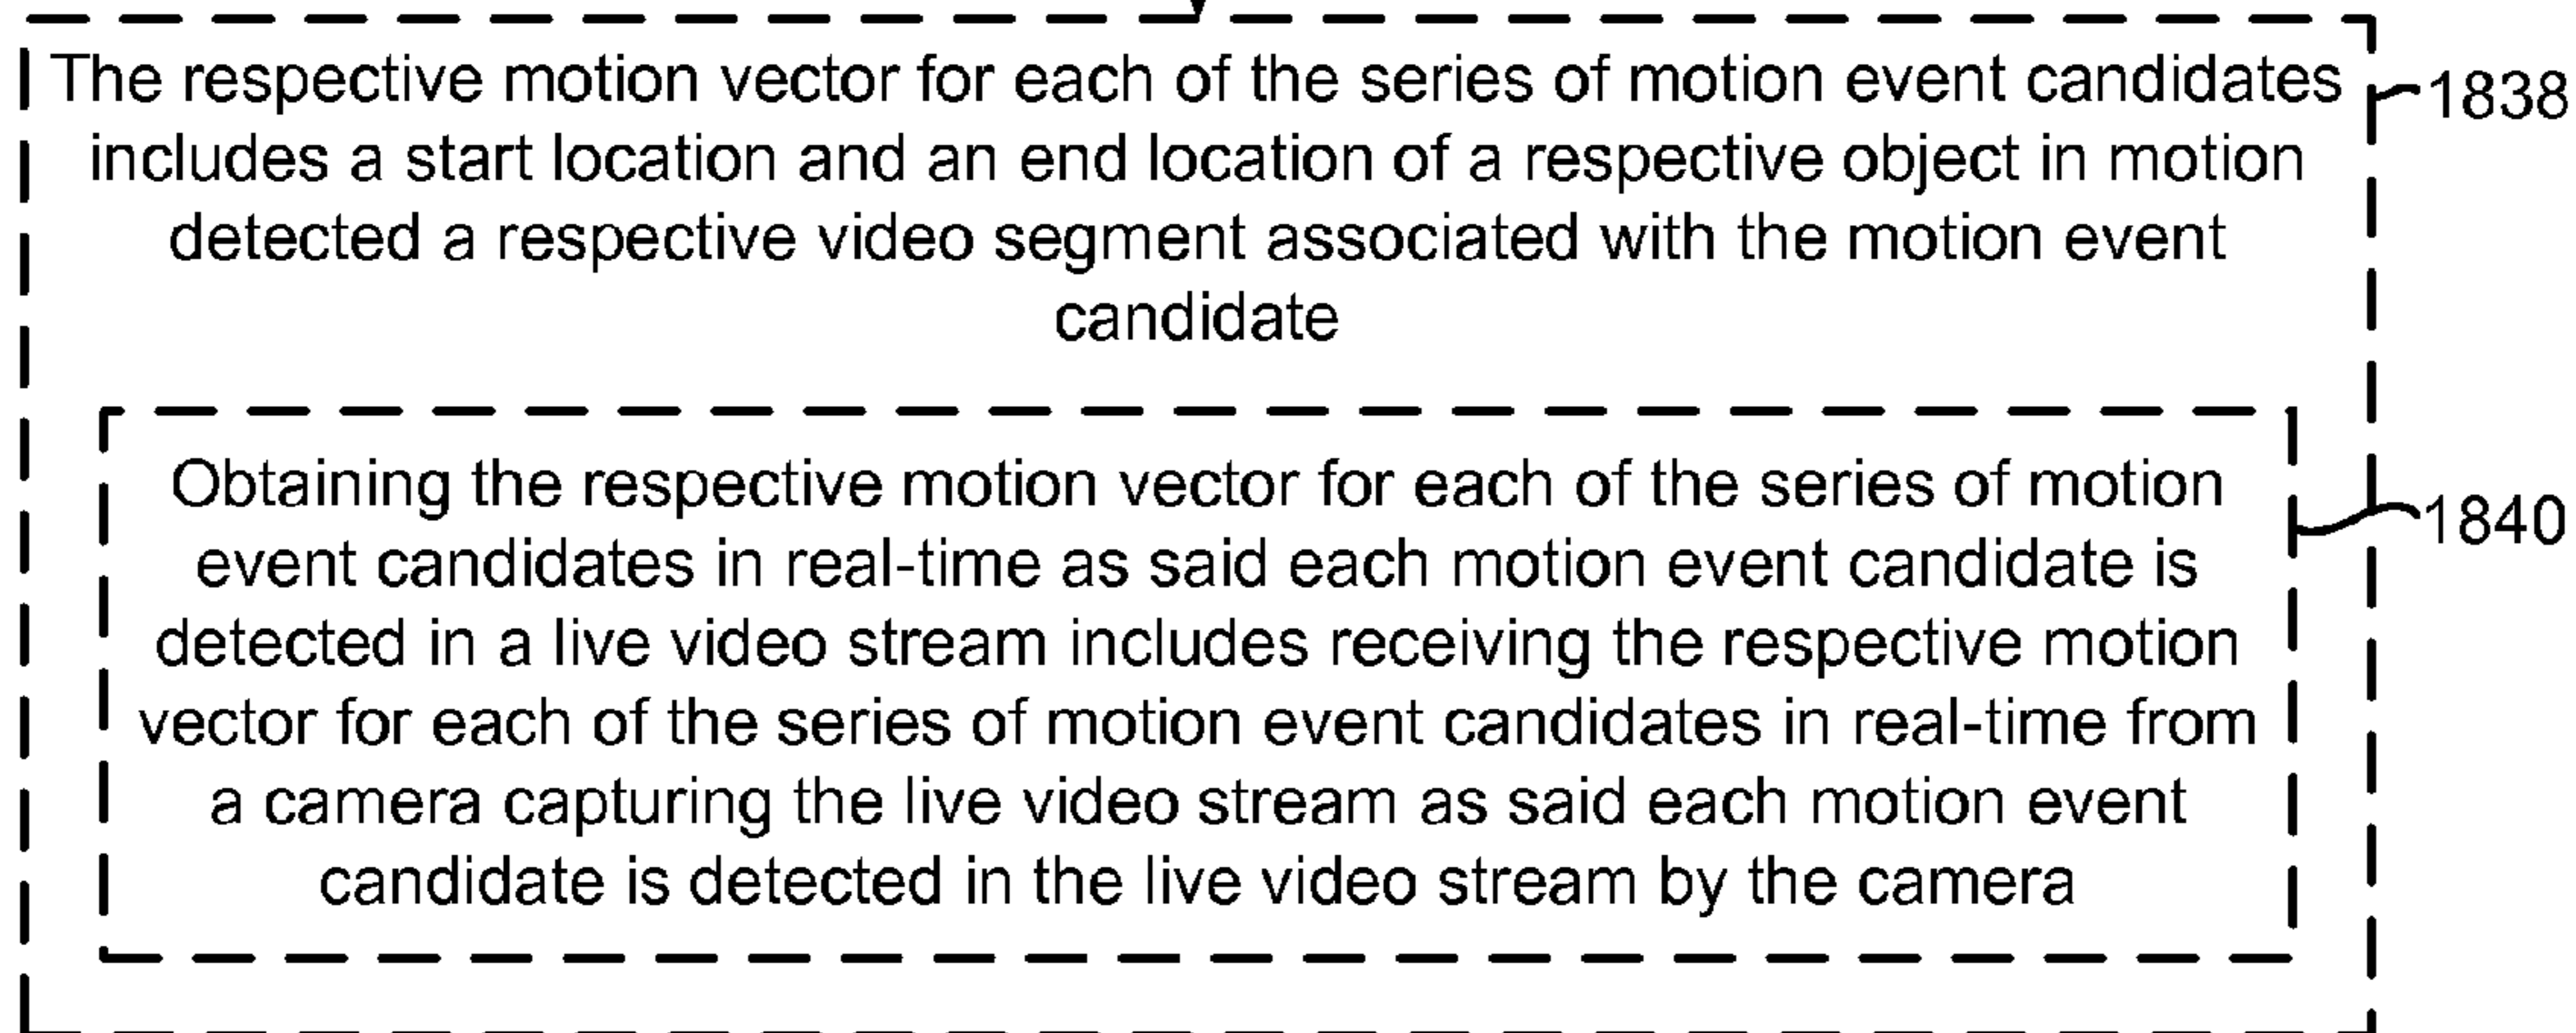 The respective motion vector for each of the series of motion event candidates
includes a start location and an end location of a respective object in motion
detected a respective video segment associated with the motion event
candidate
1838
Obtaining the respective motion vector for each of the series of motion
event candidates in real-time as said each motion event candidate is
detected in a live video stream includes receiving the respective motion
vector for each of the series of motion event candidates in real-time from
a camera capturing the live video stream as said each motion event
candidate is detected in the live video stream by the camera
1840